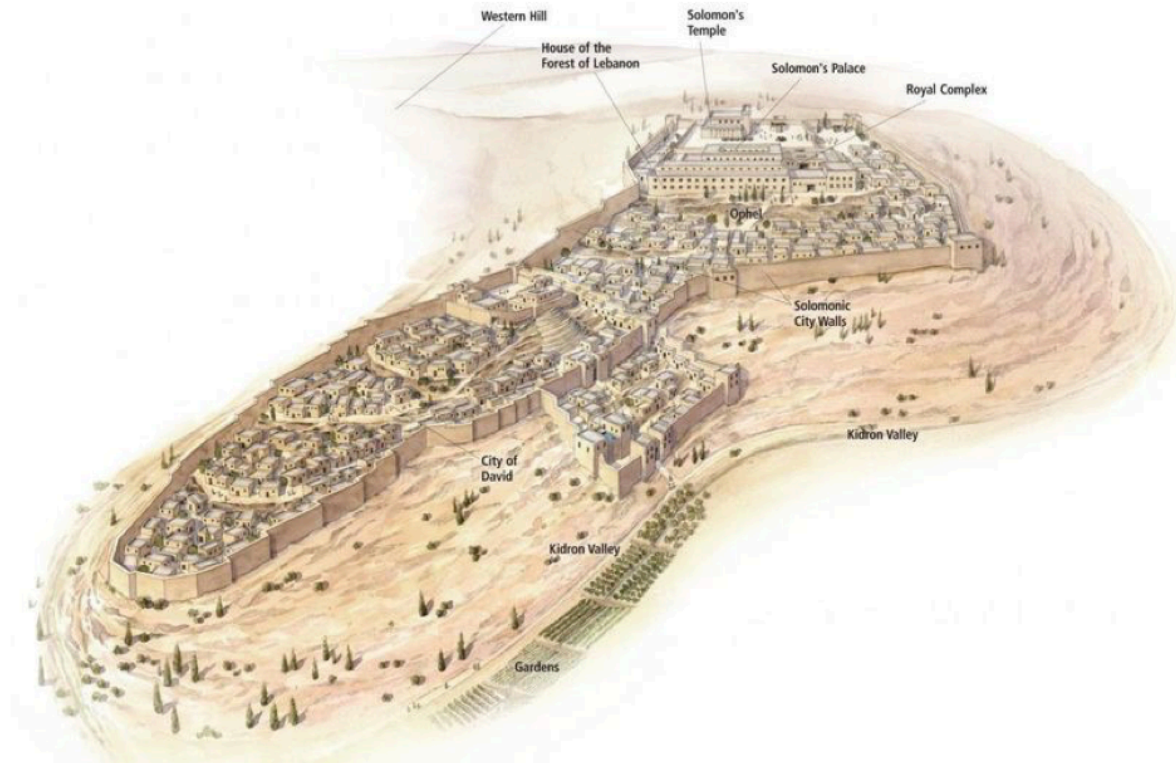 Western Hill
Solomon's
Temple
House of the
Forest of Lebanon
Solomon's Palace
Royal Complex
Ophel
Solomonic
City Walls
Kidron Valley
City of
David
Kidron Valley
Gardens